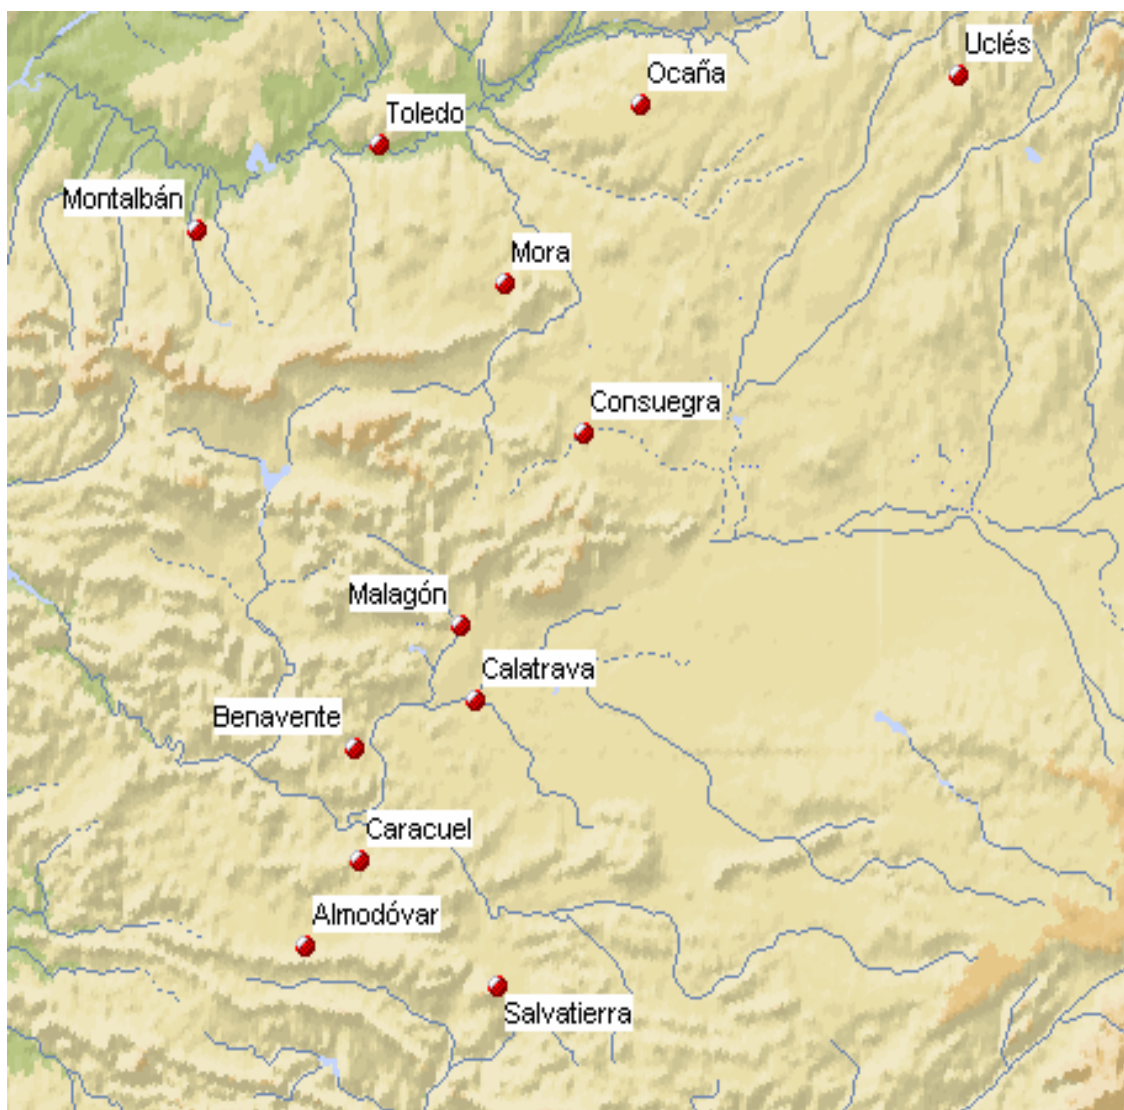 Uclés
Ocaña
Toledo
Montalbán
Mora
Consuegra
Malagón
Calatrava
Benavente
Caracuel
Almodóvar
Salvatierra